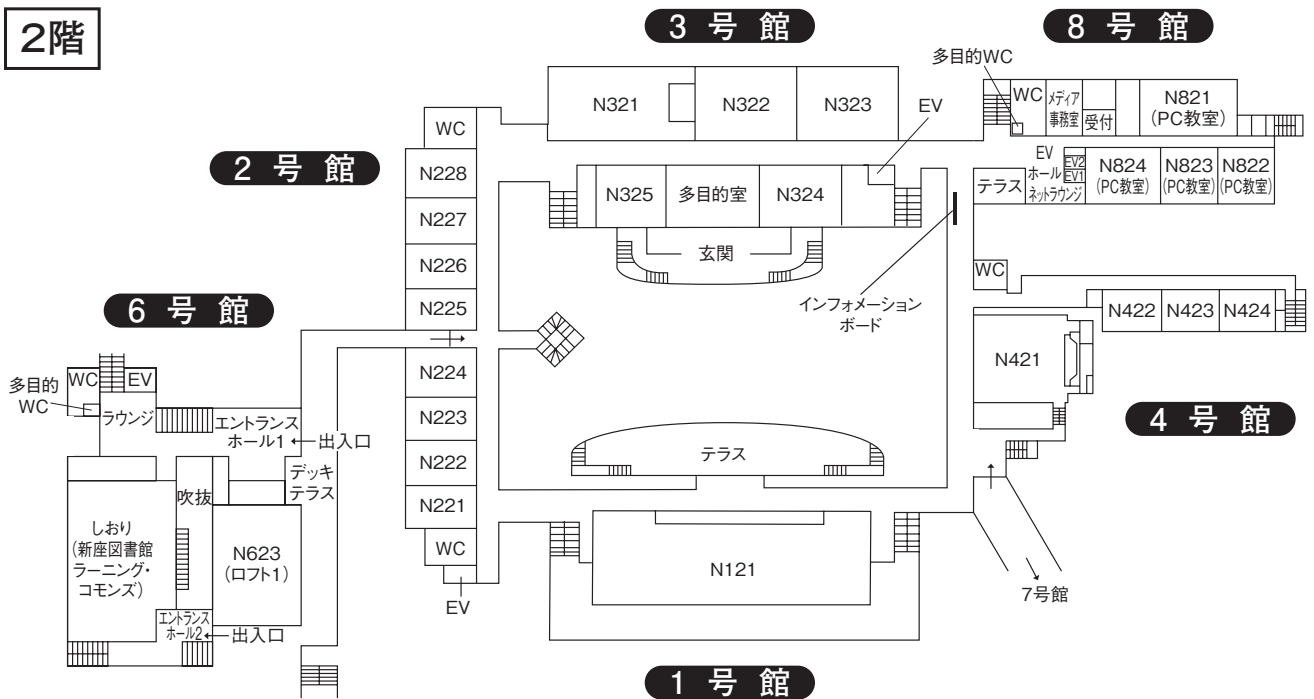 2階
3号館
8号館
多目的WC
N321
N322
N323
EV
WC
メディア
事務室
受付
N821
(PC教室)
2号館
WC
N228
N227
N226
N225
N325
多目的室
N324
玄関
テラス
EV
ホール
ネットラウンジ
EV2
EV1
N824
(PC教室)
N823
(PC教室)
N822
(PC教室)
WC
インフォメーション
ボード
N422
N423
N424
N421
4号館
6号館
多目的
WC
WC
EV
ラウンジ
エントランス
ホール1
出入口
デッキ
テラス
吹抜
しおり
(新座図書館
ラーニング・
コモンズ)
N623
(ロフト1)
エントランス
ホール2
出入口
N224
N223
N222
N221
WC
EV
テラス
N121
7号館
1号館